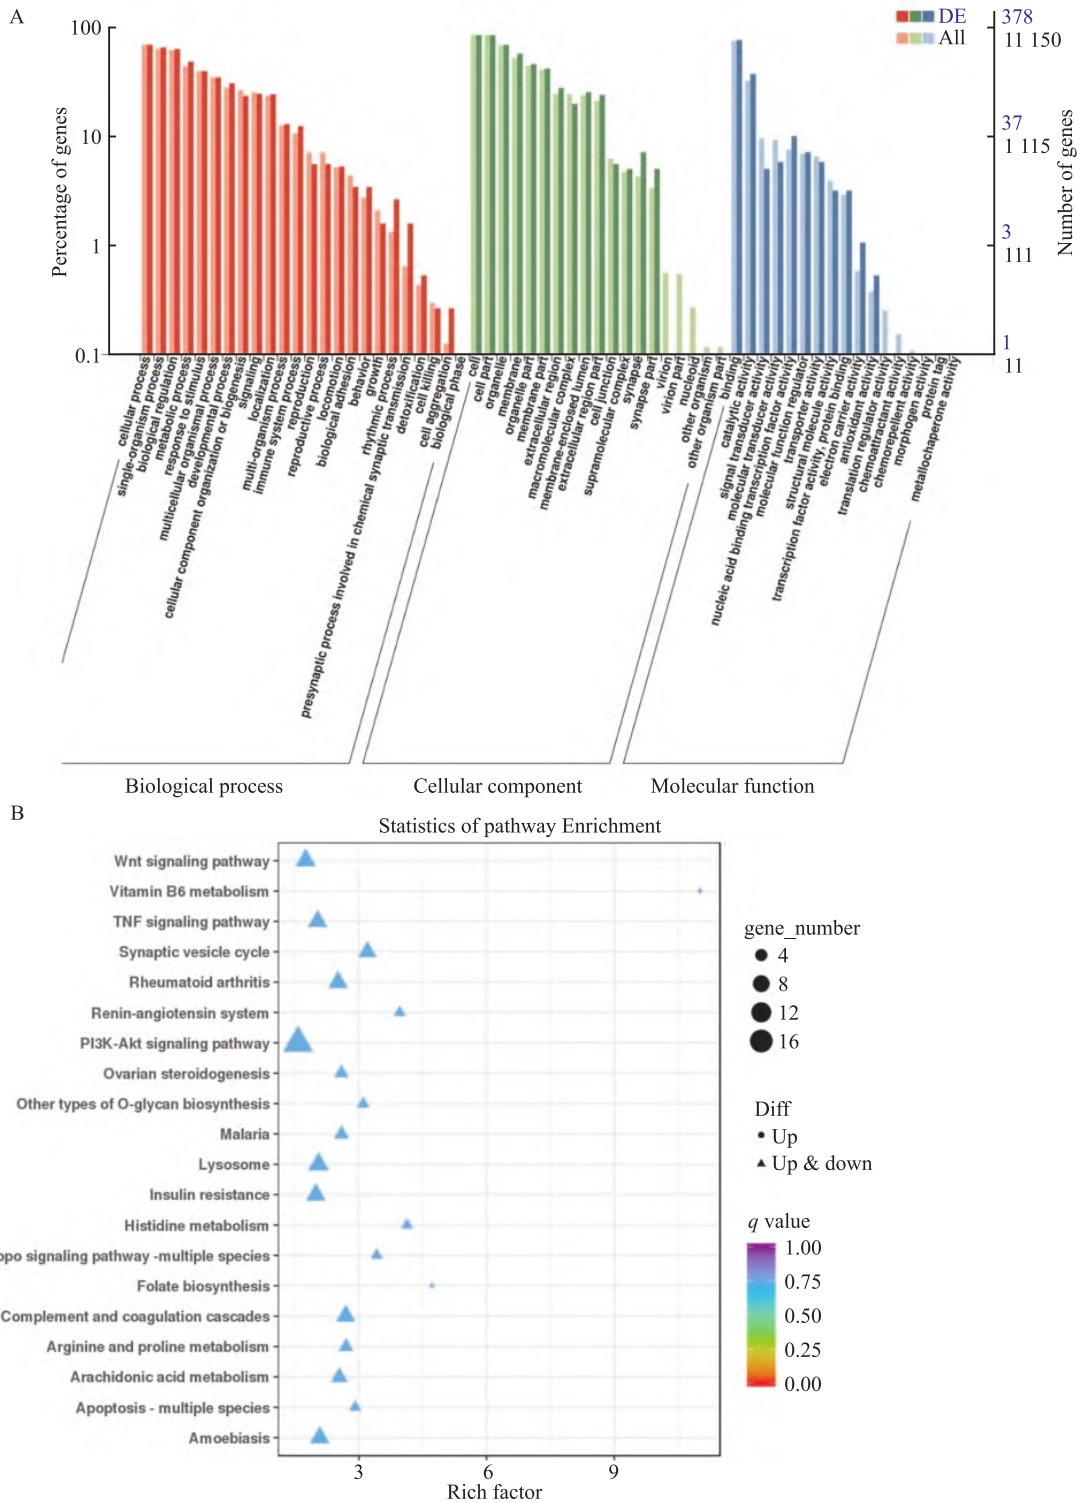 A
DE
All
378
11 150
37
1 115
3
111
1
11
Number of genes
Percentage of genes
100
10
1
0.1
cellular process
single-organism process
biological regulation
metabolic process
response to stimulus
multicellular organismal process
developmental process
cellular component organization or biogenesis
signaling
localization
multi-organism process
immune system process
reproductive process
reproduction
locomotion
biological adhesion
behavior
growth
rhythmic process
presynaptic process involved in chemical synaptic transmission
detoxification
cell killing
cell aggregation
biological phase
cell
cell part
organelle
membrane
organelle part
membrane part
extracellular region
macromolecular complex
membrane-enclosed lumen
extracellular region part
cell junction
supramolecular complex
synapse
synapse part
virion
virion part
nucleoid
other organism
other organism part
binding
catalytic activity
signal transducer activity
molecular transducer activity
nucleic acid binding transcription factor activity
molecular function regulator
transporter activity
structural molecule activity
transcription factor activity, protein binding
electron carrier activity
antioxidant activity
translation regulator activity
chemoattractant activity
chemorepellent activity
morphogen activity
protein tag
metallochaperone activity
Biological process
Cellular component
Molecular function
B
Statistics of pathway Enrichment
Wnt signaling pathway
Vitamin B6 metabolism
TNF signaling pathway
Synaptic vesicle cycle
Rheumatoid arthritis
Renin-angiotensin system
PI3K-Akt signaling pathway
Ovarian steroidogenesis
Other types of O-glycan biosynthesis
Malaria
Lysosome
Insulin resistance
Histidine metabolism
opo signaling pathway -multiple species
Folate biosynthesis
Complement and coagulation cascades
Arginine and proline metabolism
Arachidonic acid metabolism
Apoptosis - multiple species
Amoebiasis
3
6
9
Rich factor
gene_number
4
8
12
16
Diff
Up
Up & down
q value
1.00
0.75
0.50
0.25
0.00